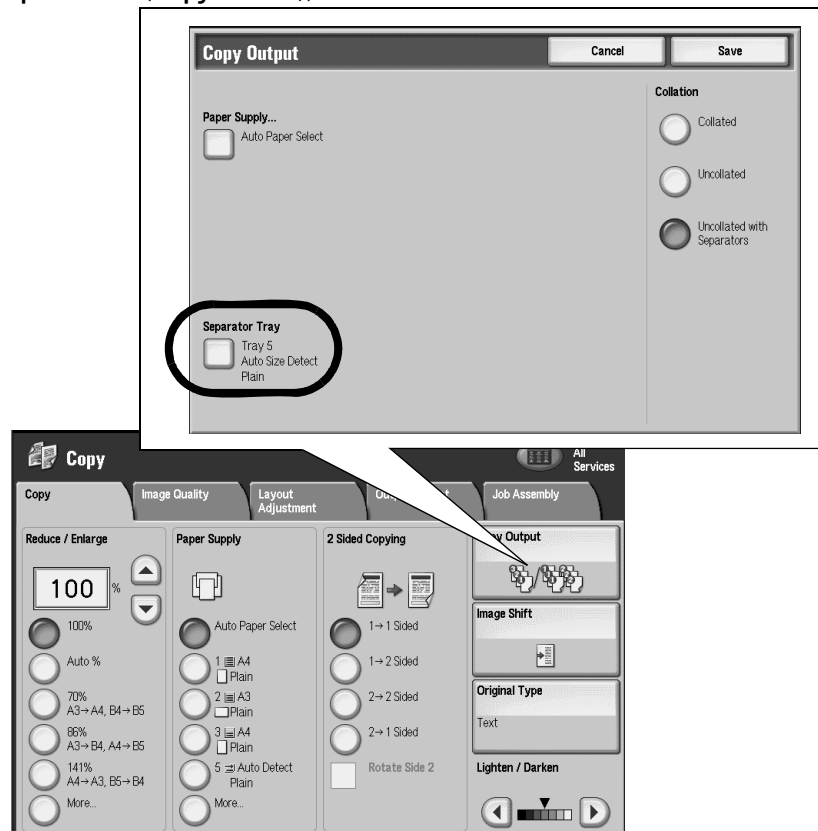 Copy Output
Cancel
Save
Paper Supply...
Auto Paper Select
Collation
Collated
Uncollated
Uncollated with
Separators
Separator Tray
Tray 5
Auto Size Detect
Plain
Copy
All
Services
Copy
Image Quality
Layout
Adjustment
Job Assembly
Reduce / Enlarge
100 %
100%
Auto %
70%
A3→A4, B4→B5
86%
A3→B4, A4→B5
141%
A4→A3, B5→B4
More...
Paper Supply
Auto Paper Select
1 A4
Plain
2 A3
Plain
3 A4
Plain
5 Auto Detect
Plain
More...
2 Sided Copying
1→1 Sided
1→2 Sided
2→2 Sided
2→1 Sided
Rotate Side 2
Output
Image Shift
Original Type
Text
Lighten / Darken